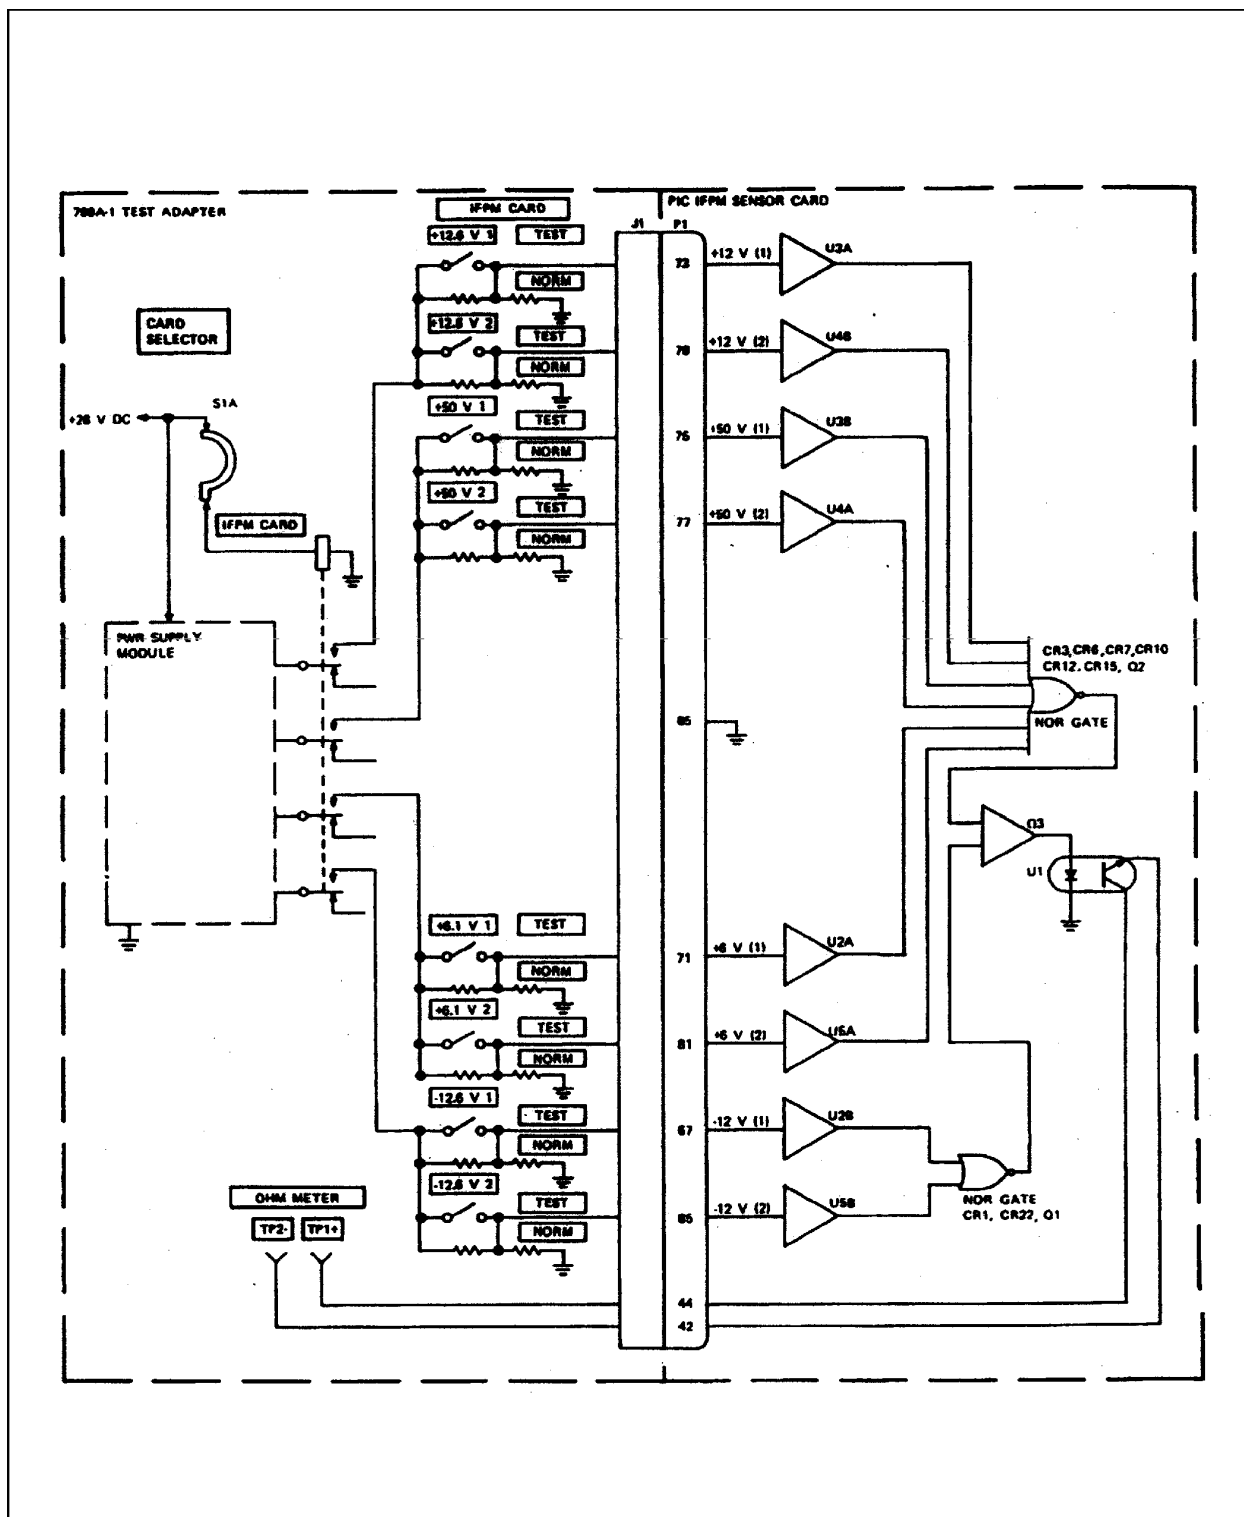 788A-1 TEST ADAPTER
PIC IFPM SENSOR CARD
IFPM CARD
J1 P1
+12.6 V 1 TEST
73 +12 V (1) U3A
NORM
CARD
SELECTOR
+12.6 V 2 TEST
79 +12 V (2) U4B
NORM
S1A
+50 V 1 TEST
+28 V DC
75 +50 V (1) U3B
NORM
+50 V 2 TEST
77 +50 V (2) U4A
IFPM CARD
NORM
PWR SUPPLY
MODULE
CR3,CR6,CR7,CR10
CR12, CR15, Q2
NOR GATE
85
Q3
U1
+6.1 V 1 TEST
71 +6 V (1) U2A
NORM
+6.1 V 2 TEST
81 +6 V (2) U5A
NORM
-12.6 V 1 TEST
67 -12 V (1) U2B
NORM
-12.6 V 2 TEST
65 -12 V (2) U5B
NORM
NOR GATE
CR1, CR22, Q1
OHM METER
TP2- TP1+
44
42